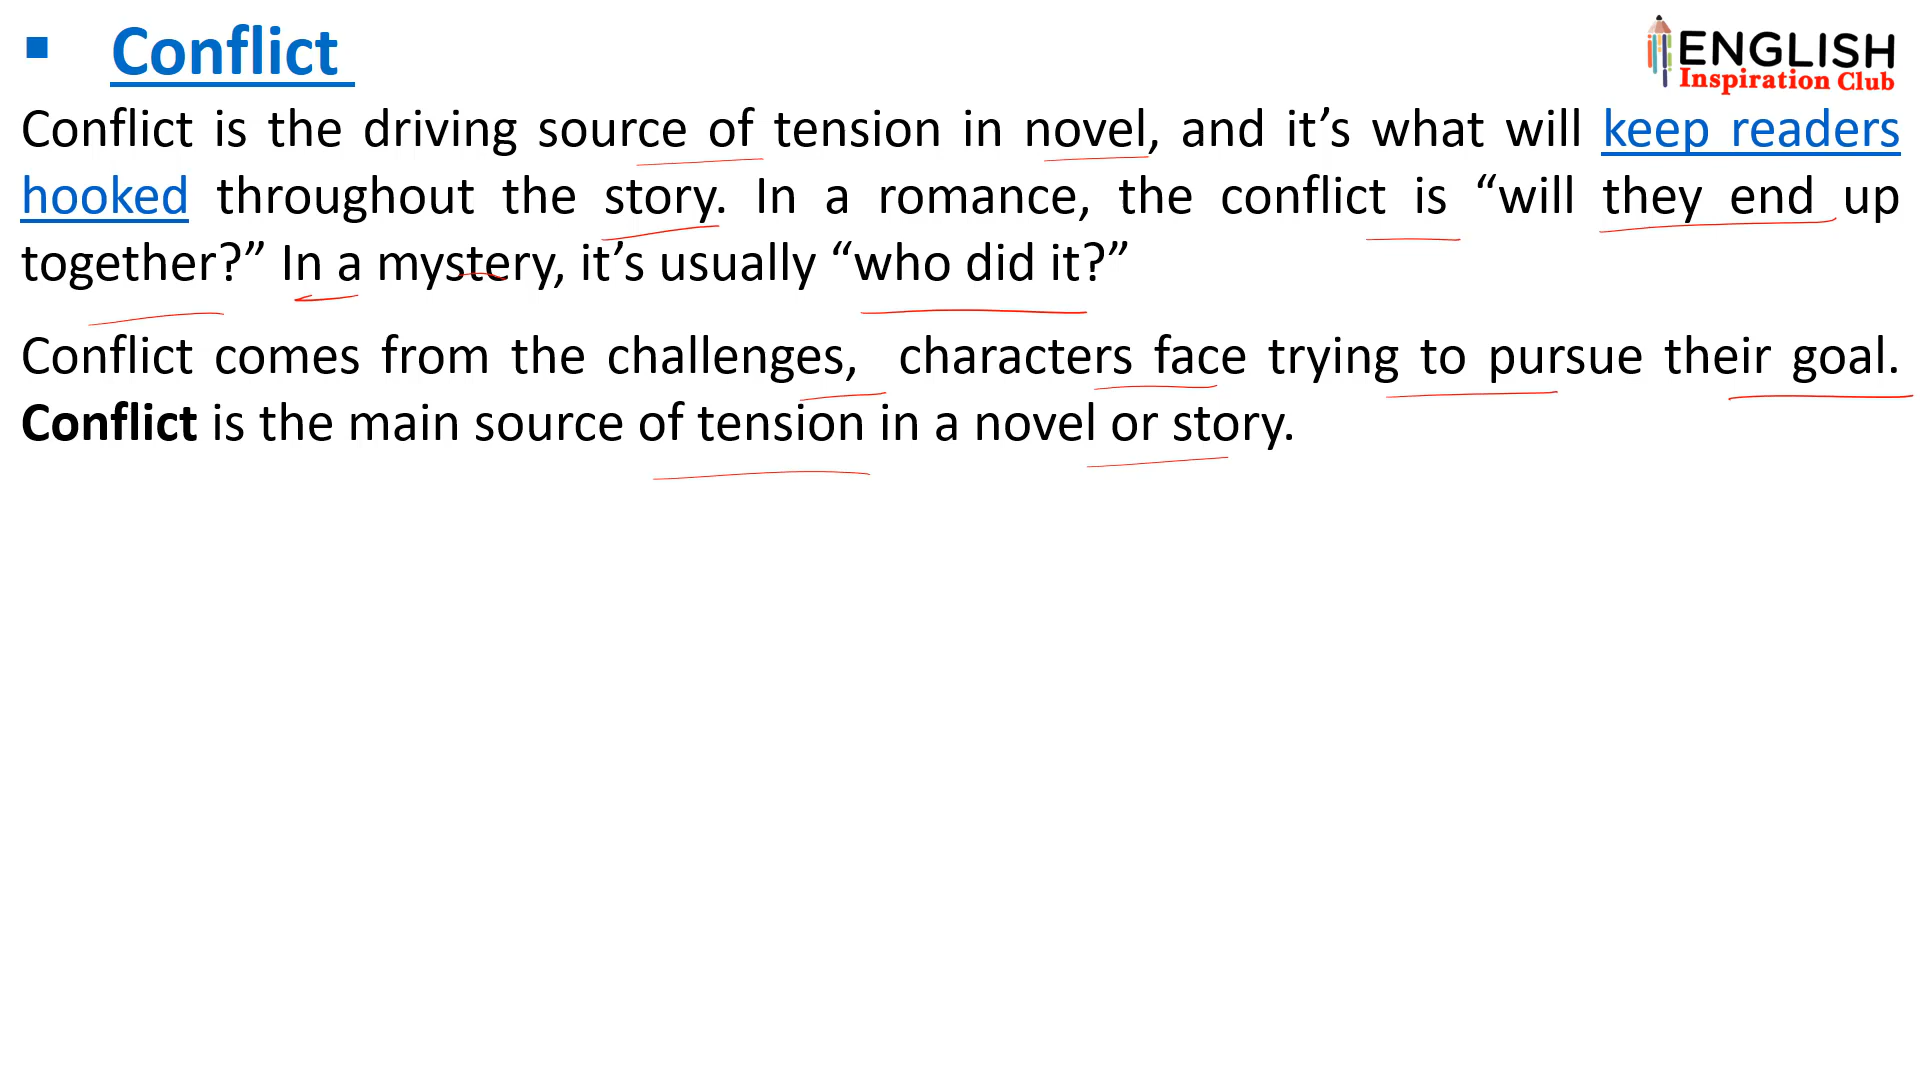 ▪ Conflict
ENGLISH
Inspiration Club
Conflict is the driving source of tension in novel, and it’s what will keep readers
hooked throughout the story. In a romance, the conflict is “will they end up
together?” In a mystery, it’s usually “who did it?”
Conflict comes from the challenges, characters face trying to pursue their goal.
Conflict is the main source of tension in a novel or story.